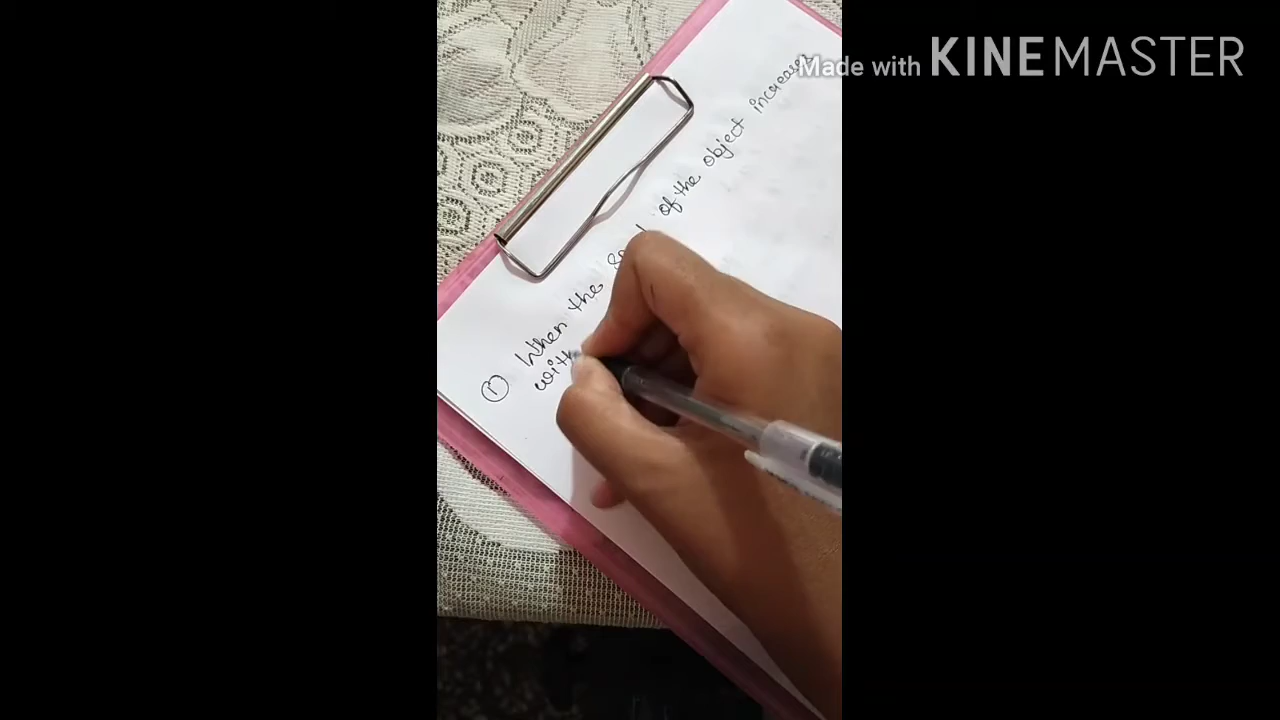 Made with KINEMASTER
① When the of the object increases
with